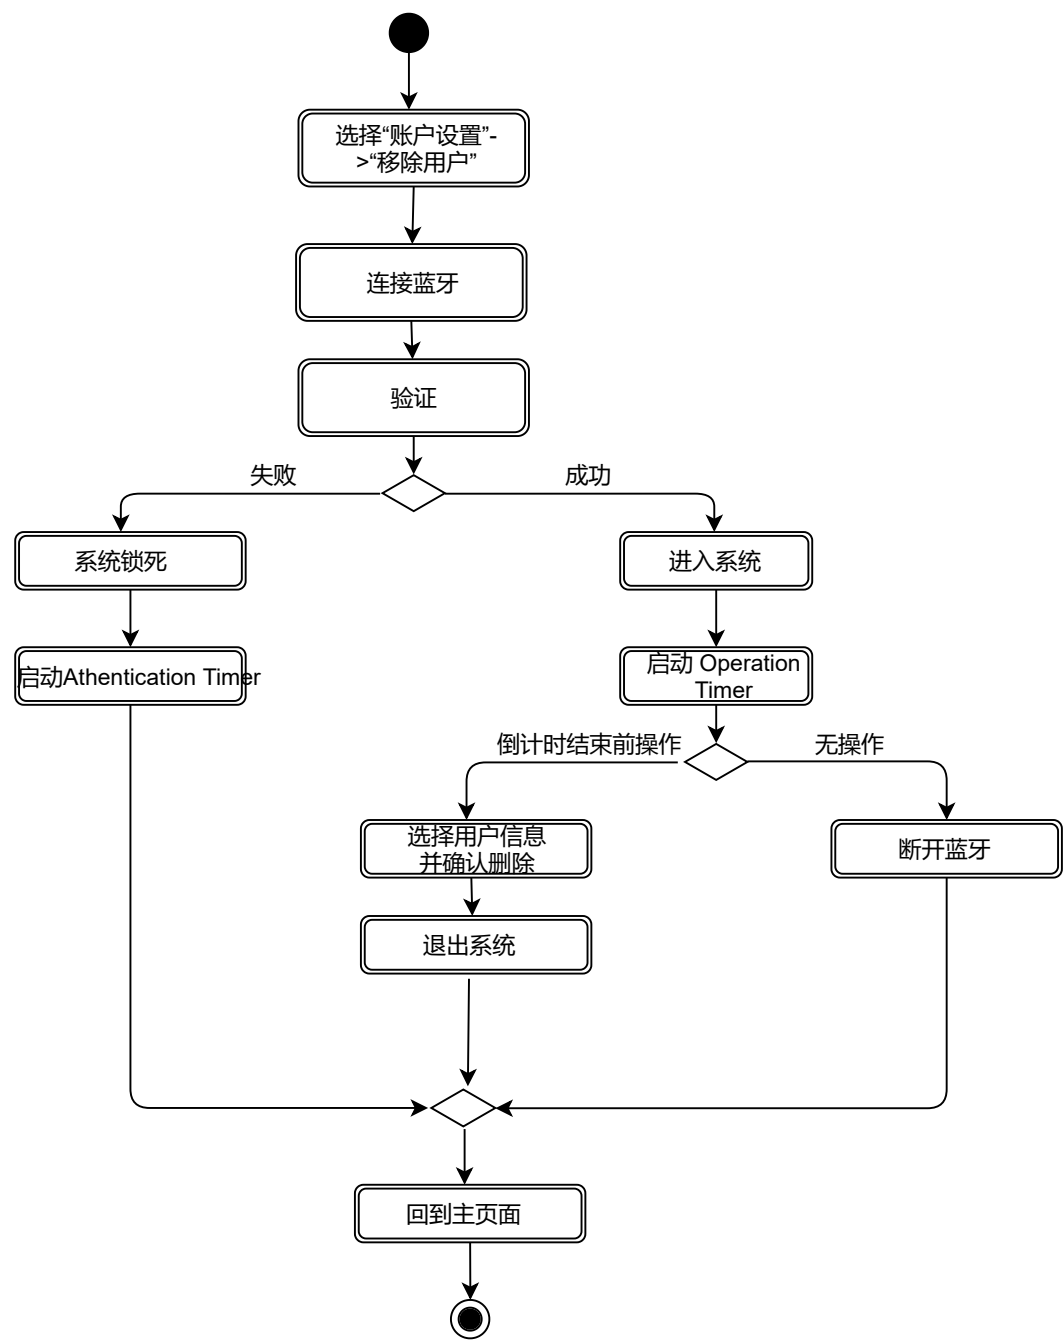 选择“账户设置”-
>“移除用户”
连接蓝牙
验证
失败
成功
系统锁死
进入系统
启动Athentication Timer
启动 Operation
Timer
倒计时结束前操作
无操作
选择用户信息
并确认删除
断开蓝牙
退出系统
回到主页面